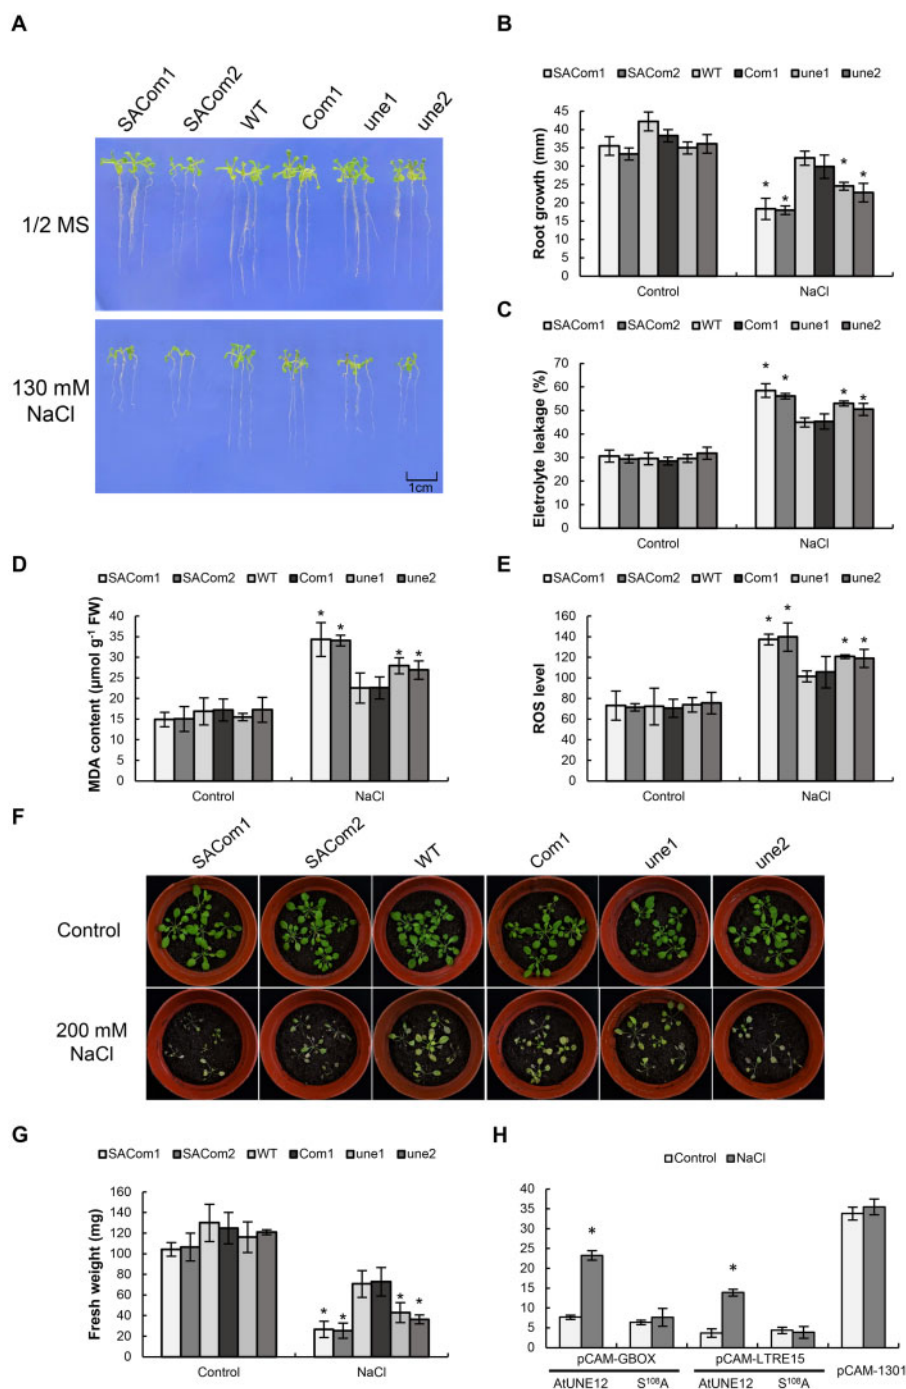 A
SACom1 SACom2 WT Com1 une1 une2
1/2 MS
130 mM
NaCl
1cm
B
SACom1 SACom2 WT Com1 une1 une2
Root growth (mm)
45
40
35
30
25
20
15
10
5
0
* * * *
Control NaCl
C
SACom1 SACom2 WT Com1 une1 une2
Eletrolyte leakage (%)
70
60
50
40
30
20
10
0
* * * *
Control NaCl
D
SACom1 SACom2 WT Com1 une1 une2
MDA content (μmol g⁻¹ FW)
40
35
30
25
20
15
10
5
0
* * * *
Control NaCl
E
SACom1 SACom2 WT Com1 une1 une2
ROS level
160
140
120
100
80
60
40
20
0
* * * *
Control NaCl
F
SACom1 SACom2 WT Com1 une1 une2
Control
200 mM
NaCl
G
SACom1 SACom2 WT Com1 une1 une2
Fresh weight (mg)
160
140
120
100
80
60
40
20
0
* * * *
Control NaCl
H
Control NaCl
40
35
30
25
20
15
10
5
0
* *
pCAM-GBOX pCAM-LTRE15 pCAM-1301
AtUNE12 S¹⁰⁸A AtUNE12 S¹⁰⁸A